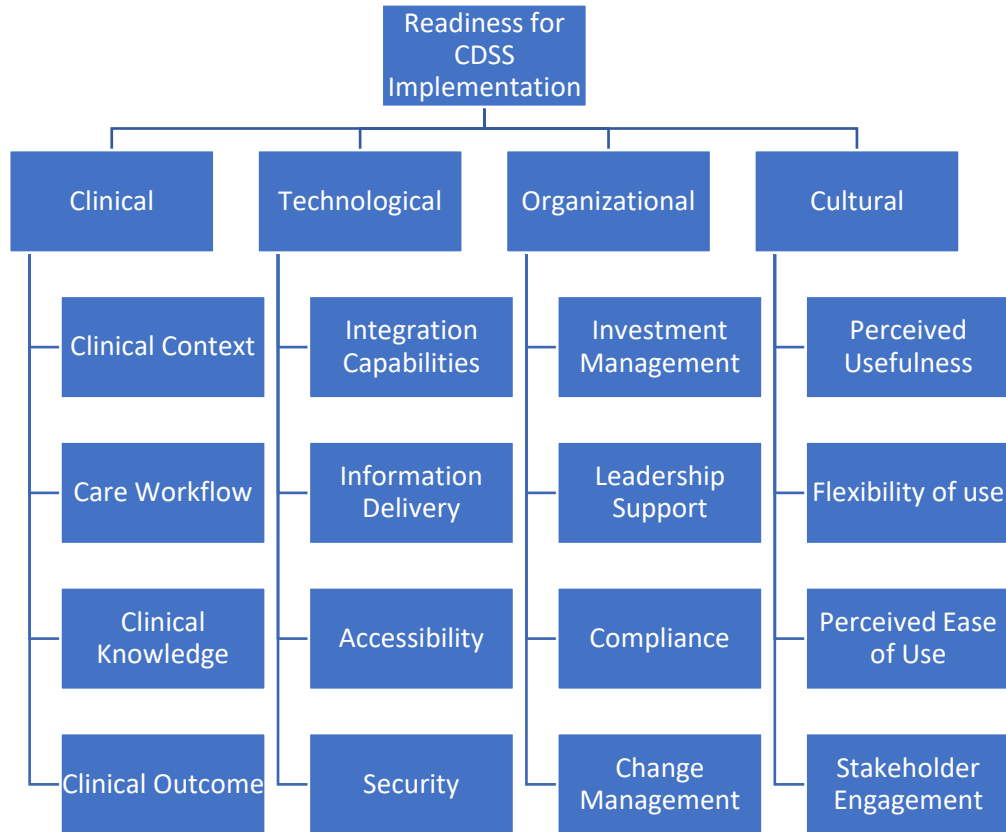 Readiness for
CDSS
Implementation
Clinical
Technological
Organizational
Cultural
Clinical Context
Integration
Capabilities
Investment
Management
Perceived
Usefulness
Care Workflow
Information
Delivery
Leadership
Support
Flexibility of use
Clinical
Knowledge
Accessibility
Compliance
Perceived Ease
of Use
Clinical Outcome
Security
Change
Management
Stakeholder
Engagement